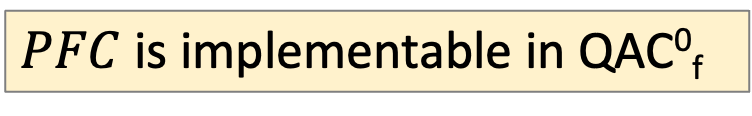 PFC is implementable in QAC⁰f